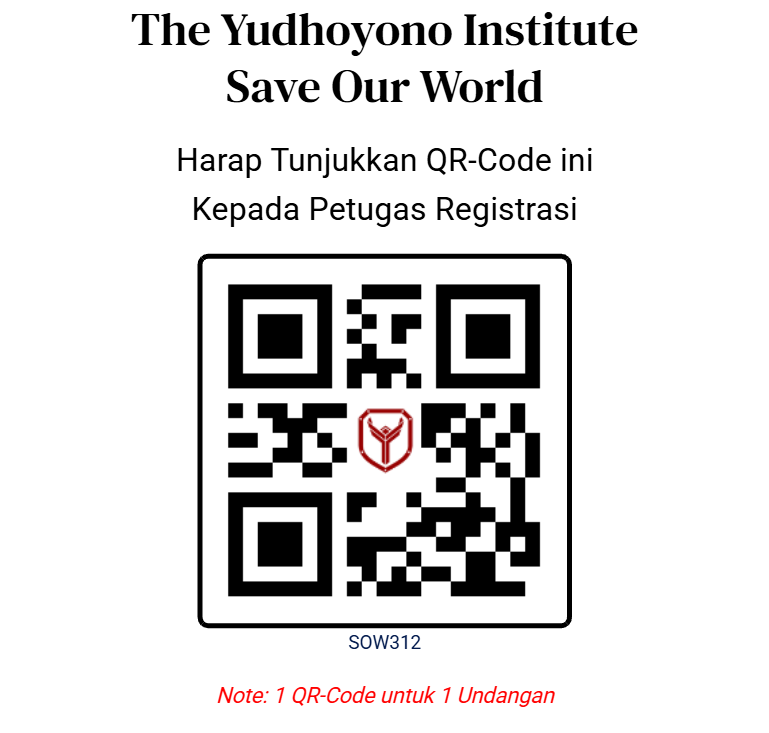 The Yudhoyono Institute
Save Our World
Harap Tunjukkan QR-Code ini
Kepada Petugas Registrasi
SOW312
Note: 1 QR-Code untuk 1 Undangan